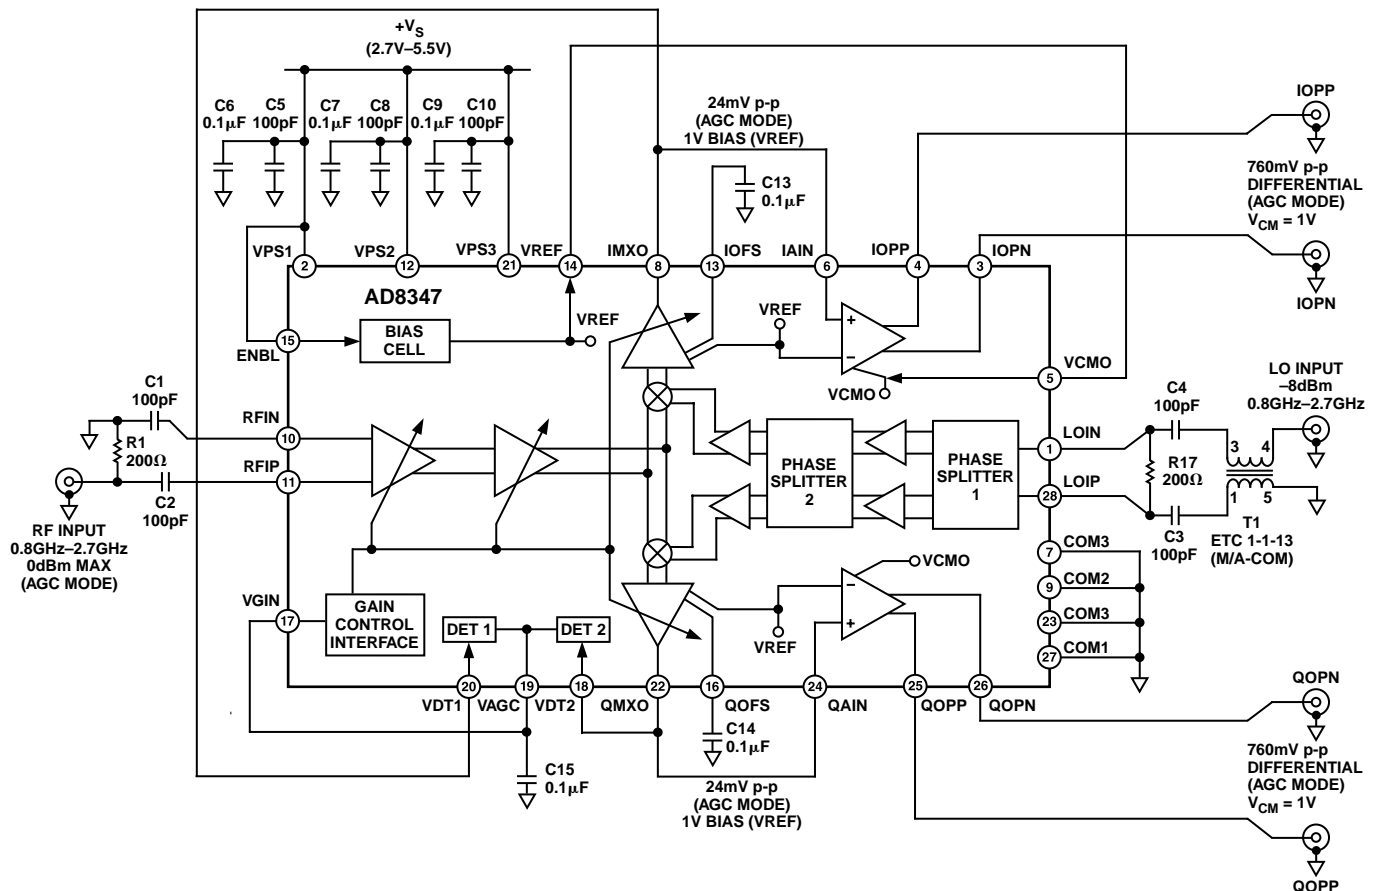 +VS
(2.7V–5.5V)
C6
0.1µF
C5
100pF
C7
0.1µF
C8
100pF
C9
0.1µF
C10
100pF
24mV p-p
(AGC MODE)
1V BIAS (VREF)
C13
0.1µF
IOPP
760mV p-p
DIFFERENTIAL
(AGC MODE)
VCM = 1V
IOPN
VPS1
VPS2
VPS3
VREF
IMXO
IOFS
IAIN
IOPP
IOPN
2
12
21
14
8
13
6
4
3
AD8347
BIAS
CELL
VREF
VREF
+
–
VCMO
15
ENBL
5
VCMO
C1
100pF
RFIN
10
R1
200Ω
RFIP
11
C2
100pF
RF INPUT
0.8GHz–2.7GHz
0dBm MAX
(AGC MODE)
PHASE
SPLITTER
2
PHASE
SPLITTER
1
LOIN
1
LOIP
28
C4
100pF
R17
200Ω
C3
100pF
LO INPUT
–8dBm
0.8GHz–2.7GHz
3
4
1
5
T1
ETC 1-1-13
(M/A-COM)
7
COM3
9
COM2
23
COM3
27
COM1
VGIN
17
GAIN
CONTROL
INTERFACE
DET 1
DET 2
VCMO
–
+
VREF
20
19
18
22
16
24
25
26
VDT1
VAGC
VDT2
QMXO
QOFS
QAIN
QOPP
QOPN
C14
0.1µF
C15
0.1µF
24mV p-p
(AGC MODE)
1V BIAS (VREF)
QOPN
760mV p-p
DIFFERENTIAL
(AGC MODE)
VCM = 1V
QOPP